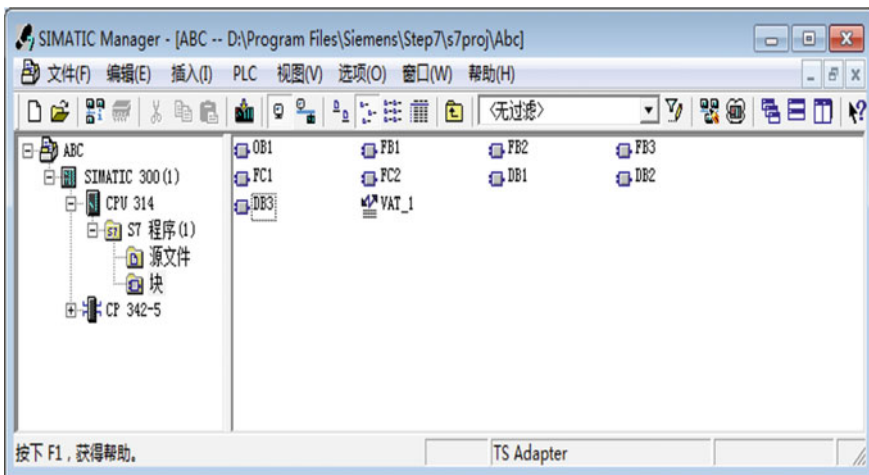 SIMATIC Manager - [ABC -- D:\Program Files\Siemens\Step7\s7proj\Abc]
文件(F) 编辑(E) 插入(I) PLC 视图(V) 选项(O) 窗口(W) 帮助(H)
<无过滤>
ABC
SIMATIC 300(1)
CPU 314
S7 程序(1)
源文件
块
CP 342-5
OB1 FB1 FB2 FB3
FC1 FC2 DB1 DB2
DB3 VAT_1
按下 F1，获得帮助。 TS Adapter